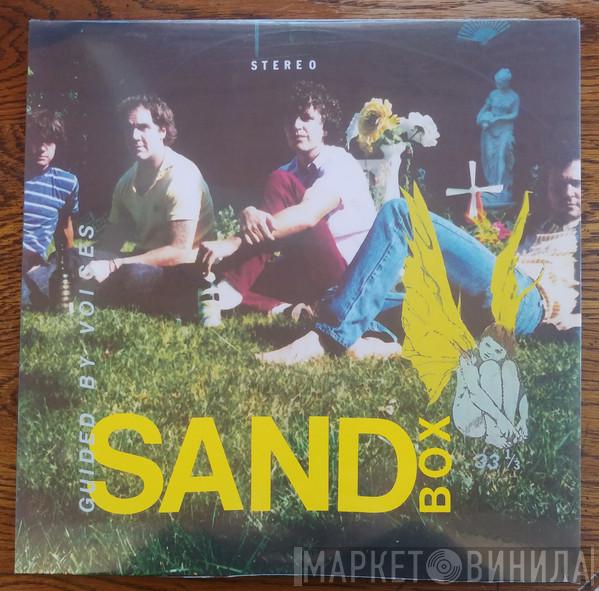 STEREO
GUIDED BY VOICES
SAND
BOX
33 1/3
МАРКЕТ ВИНИЛА